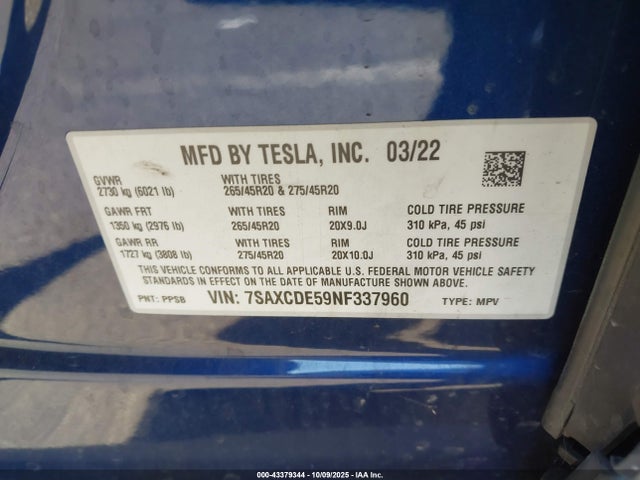 MFD BY TESLA, INC. 03/22
GVWR WITH TIRES
2730 kg (6021 lb) 265/45R20 & 275/45R20
GAWR FRT WITH TIRES RIM COLD TIRE PRESSURE
1350 kg (2976 lb) 265/45R20 20X9.0J 310 kPa, 45 psi
GAWR RR WITH TIRES RIM COLD TIRE PRESSURE
1727 kg (3808 lb) 275/45R20 20X10.0J 310 kPa, 45 psi
THIS VEHICLE CONFORMS TO ALL APPLICABLE U.S. FEDERAL MOTOR VEHICLE SAFETY
STANDARDS IN EFFECT ON THE DATE OF MANUFACTURE SHOWN ABOVE.
PNT: PPSB VIN: 7SAXCDE59NF337960 TYPE: MPV
000-43379344 - 10/09/2025 - IAA Inc.